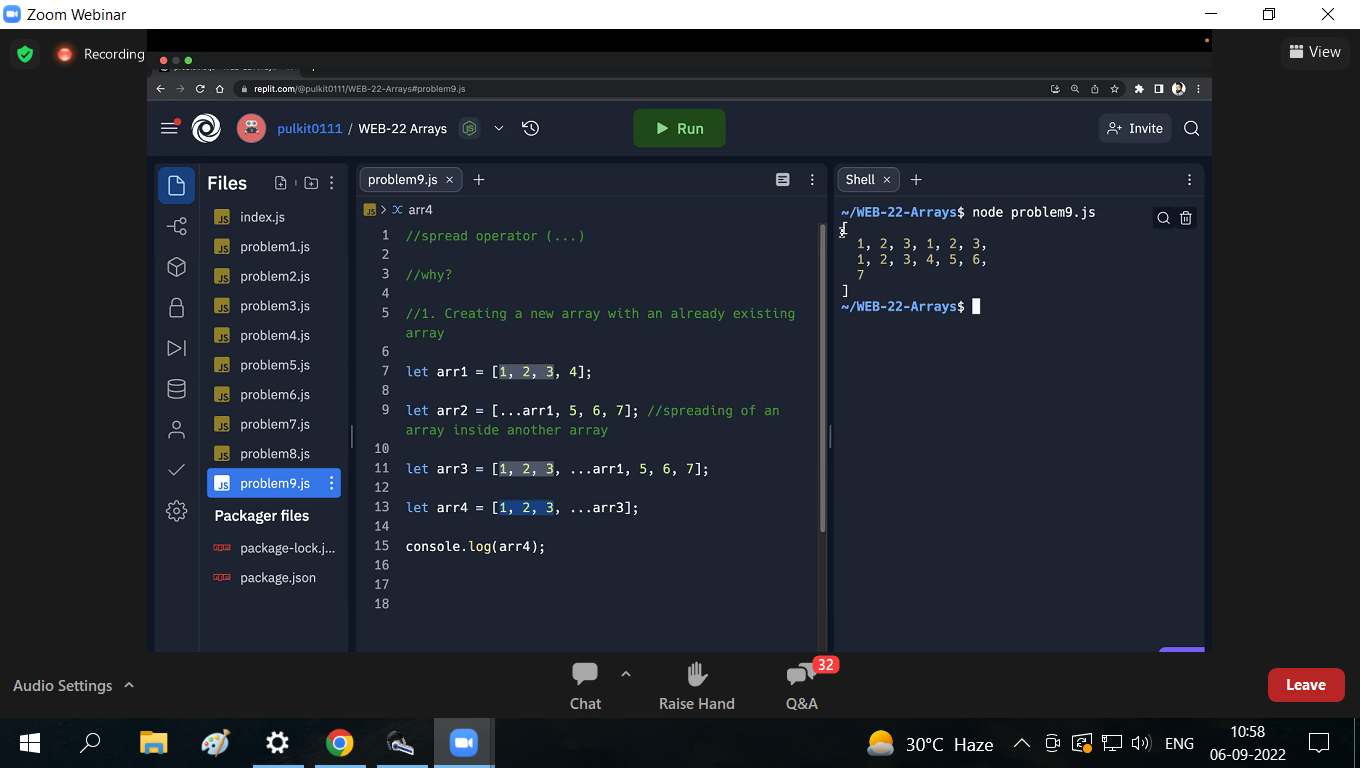 Zoom Webinar
Recording
View
replit.com/@pulkit0111/WEB-22-Arrays#problem9.js
pulkit0111 / WEB-22 Arrays
Run
Invite
Files
index.js
problem1.js
problem2.js
problem3.js
problem4.js
problem5.js
problem6.js
problem7.js
problem8.js
problem9.js
Packager files
package-lock.j...
package.json
problem9.js × +
JS > arr4
1 //spread operator (...)
2
3 //why?
4
5 //1. Creating a new array with an already existing
array
6
7 let arr1 = [1, 2, 3, 4];
8
9 let arr2 = [...arr1, 5, 6, 7]; //spreading of an
array inside another array
10
11 let arr3 = [1, 2, 3, ...arr1, 5, 6, 7];
12
13 let arr4 = [1, 2, 3, ...arr3];
14
15 console.log(arr4);
16
17
18
Shell × +
~/WEB-22-Arrays$ node problem9.js
[
1, 2, 3, 1, 2, 3,
1, 2, 3, 4, 5, 6,
7
]
~/WEB-22-Arrays$
Audio Settings
Chat
Raise Hand
32
Q&A
Leave
30°C Haze
ENG
10:58
06-09-2022